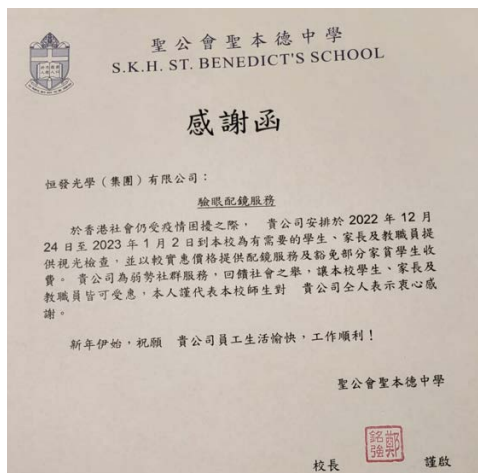 聖公會聖本德中學
S.K.H. ST. BENEDICT'S SCHOOL
感謝函
恒發光學（集團）有限公司：
驗眼配鏡服務
於香港社會仍受疫情困擾之際，　貴公司安排於 2022 年 12 月
24 日至 2023 年 1 月 2 日到本校為有需要的學生、家長及教職員提
供視光檢查，並以較實惠價格提供配鏡服務及豁免部分家貧學生收
費。 貴公司為弱勢社群服務，回饋社會之舉，讓本校學生、家長及
教職員皆可受惠，本人謹代表本校師生對　貴公司仝人表示衷心感
謝。
新年伊始，祝願　貴公司員工生活愉快，工作順利！
聖公會聖本德中學
校長　鄭銘強　謹啟